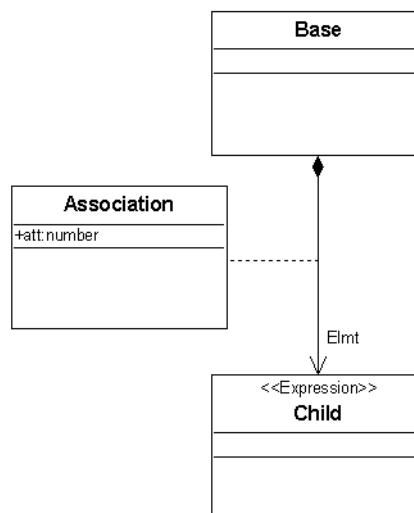 Base
Association
+att:number
Elmt
<<Expression>>
Child